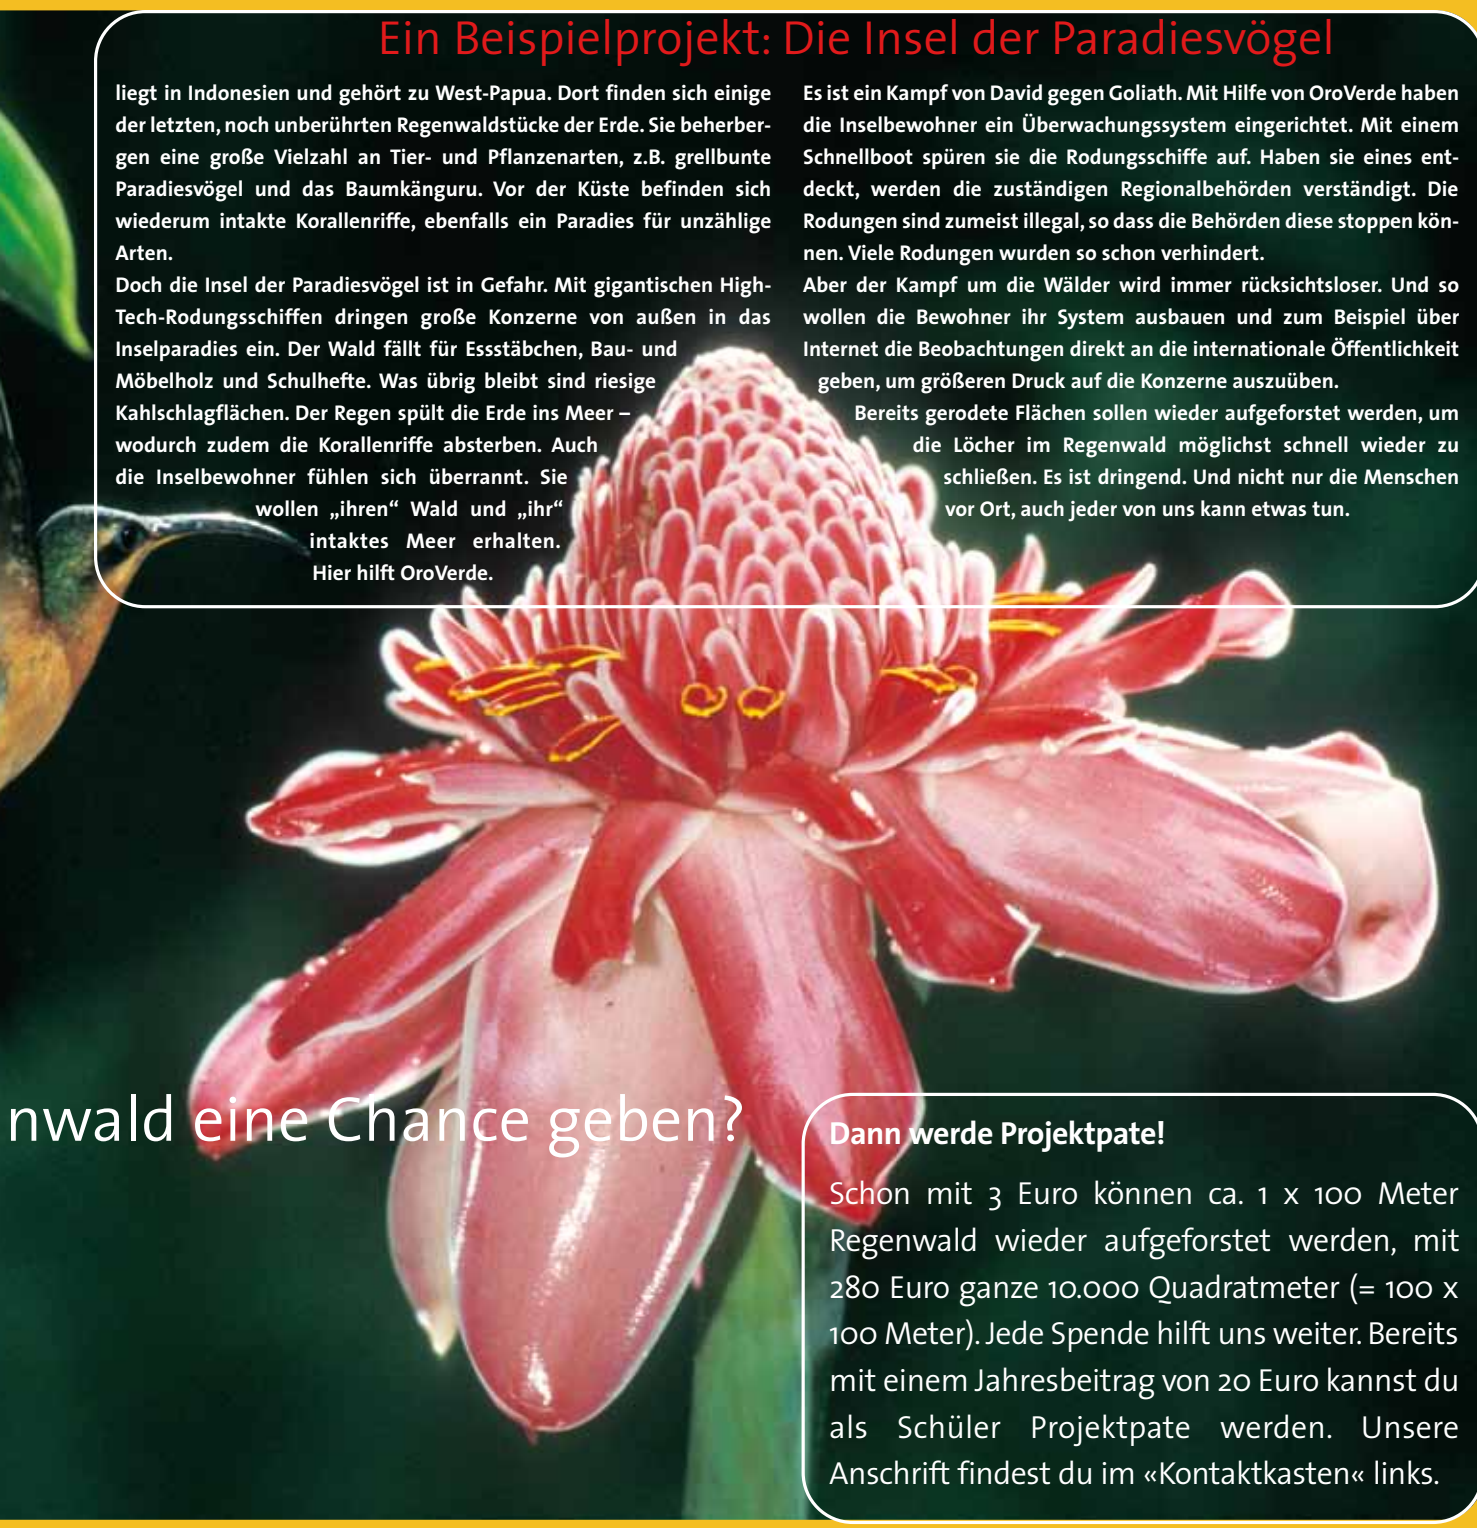 Ein Beispielprojekt: Die Insel der Paradiesvögel
liegt in Indonesien und gehört zu West-Papua. Dort finden sich einige
der letzten, noch unberührten Regenwaldstücke der Erde. Sie beherber-
gen eine große Vielzahl an Tier- und Pflanzenarten, z.B. grellbunte
Paradiesvögel und das Baumkänguru. Vor der Küste befinden sich
wiederum intakte Korallenriffe, ebenfalls ein Paradies für unzählige
Arten.
Doch die Insel der Paradiesvögel ist in Gefahr. Mit gigantischen High-
Tech-Rodungsschiffen dringen große Konzerne von außen in das
Inselparadies ein. Der Wald fällt für Essstäbchen, Bau- und
Möbelholz und Schulhefte. Was übrig bleibt sind riesige
Kahlschlagflächen. Der Regen spült die Erde ins Meer –
wodurch zudem die Korallenriffe absterben. Auch
die Inselbewohner fühlen sich überrannt. Sie
wollen „ihren“ Wald und „ihr“
intaktes Meer erhalten.
Hier hilft OroVerde.
Es ist ein Kampf von David gegen Goliath. Mit Hilfe von OroVerde haben
die Inselbewohner ein Überwachungssystem eingerichtet. Mit einem
Schnellboot spüren sie die Rodungsschiffe auf. Haben sie eines ent-
deckt, werden die zuständigen Regionalbehörden verständigt. Die
Rodungen sind zumeist illegal, so dass die Behörden diese stoppen kön-
nen. Viele Rodungen wurden so schon verhindert.
Aber der Kampf um die Wälder wird immer rücksichtsloser. Und so
wollen die Bewohner ihr System ausbauen und zum Beispiel über
Internet die Beobachtungen direkt an die internationale Öffentlichkeit
geben, um größeren Druck auf die Konzerne auszuüben.
Bereits gerodete Flächen sollen wieder aufgeforstet werden, um
die Löcher im Regenwald möglichst schnell wieder zu
schließen. Es ist dringend. Und nicht nur die Menschen
vor Ort, auch jeder von uns kann etwas tun.
nwald eine Chance geben?
Dann werde Projektpate!
Schon mit 3 Euro können ca. 1 x 100 Meter
Regenwald wieder aufgeforstet werden, mit
280 Euro ganze 10.000 Quadratmeter (= 100 x
100 Meter). Jede Spende hilft uns weiter. Bereits
mit einem Jahresbeitrag von 20 Euro kannst du
als Schüler Projektpate werden. Unsere
Anschrift findest du im «Kontaktkasten« links.